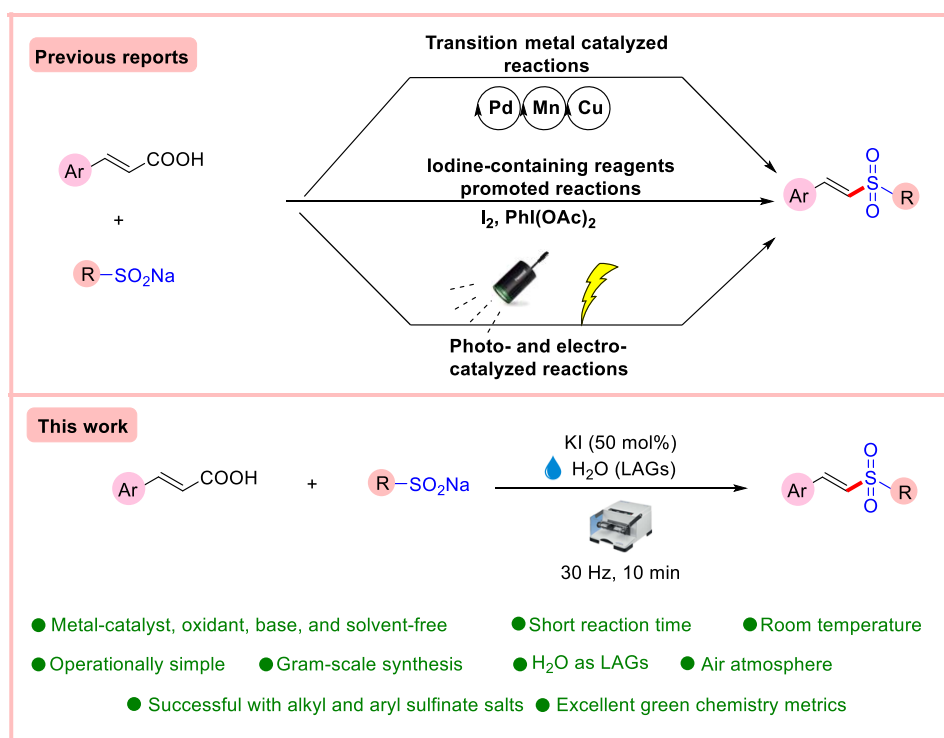 Previous reports
Transition metal catalyzed
reactions
Pd Mn Cu
Ar COOH
+
R–SO₂Na
Iodine-containing reagents
promoted reactions
I₂, PhI(OAc)₂
Photo- and electro-
catalyzed reactions
O
Ar S R
O
This work
Ar COOH + R–SO₂Na
KI (50 mol%)
H₂O (LAGs)
30 Hz, 10 min
O
Ar S R
O
Metal-catalyst, oxidant, base, and solvent-free Short reaction time Room temperature
Operationally simple Gram-scale synthesis H₂O as LAGs Air atmosphere
Successful with alkyl and aryl sulfinate salts Excellent green chemistry metrics